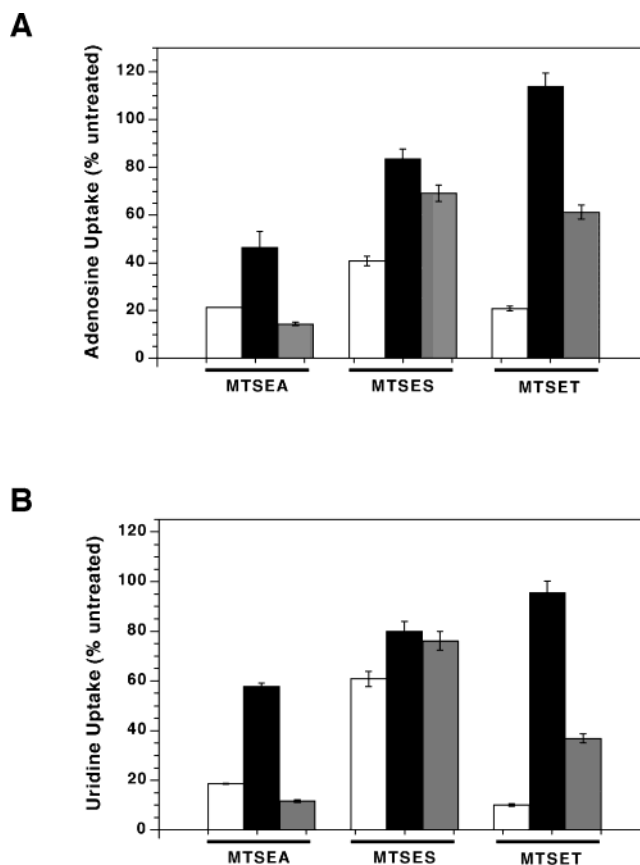 A
Adenosine Uptake (% untreated)
120
100
80
60
40
20
0
MTSEA MTSES MTSET
B
Uridine Uptake (% untreated)
120
100
80
60
40
20
0
MTSEA MTSES MTSET